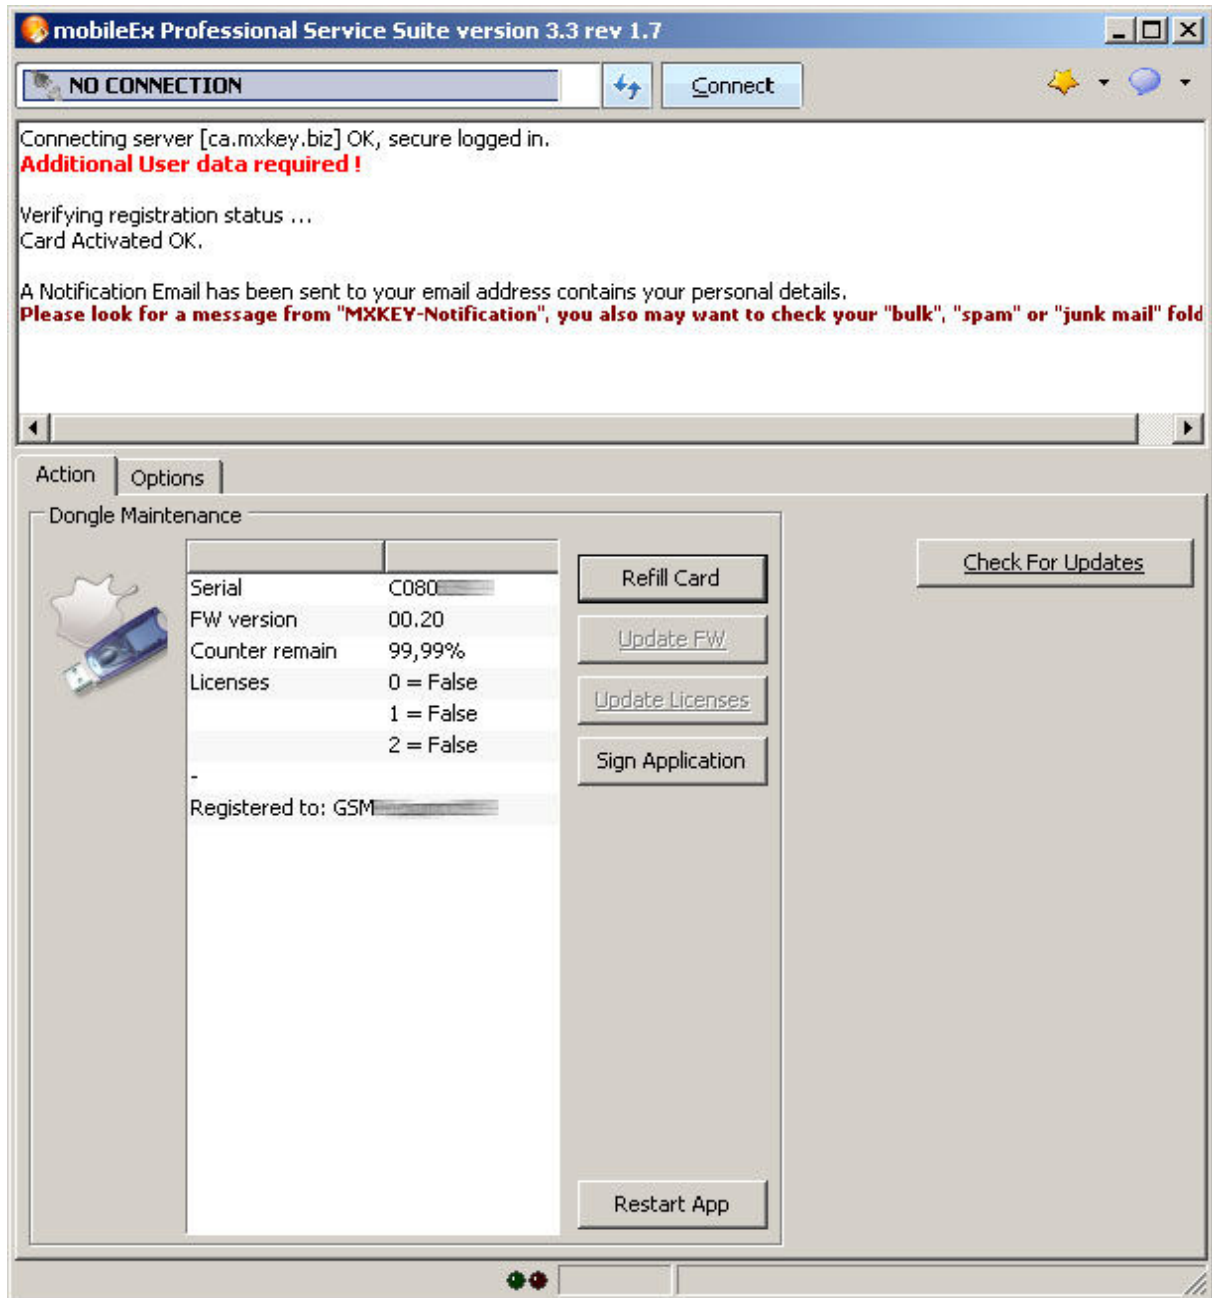 mobileEx Professional Service Suite version 3.3 rev 1.7
NO CONNECTION
Connect
Connecting server [ca.mxkey.biz] OK, secure logged in.
Additional User data required !
Verifying registration status ...
Card Activated OK.
A Notification Email has been sent to your email address contains your personal details.
Please look for a message from "MXKEY-Notification", you also may want to check your "bulk", "spam" or "junk mail" fold
Action Options
Dongle Maintenance
Check For Updates
Refill Card
Serial C080
FW version 00.20
Update FW
Counter remain 99,99%
Licenses 0 = False
Update Licenses
1 = False
2 = False
Sign Application
-
Registered to: GSM
Restart App